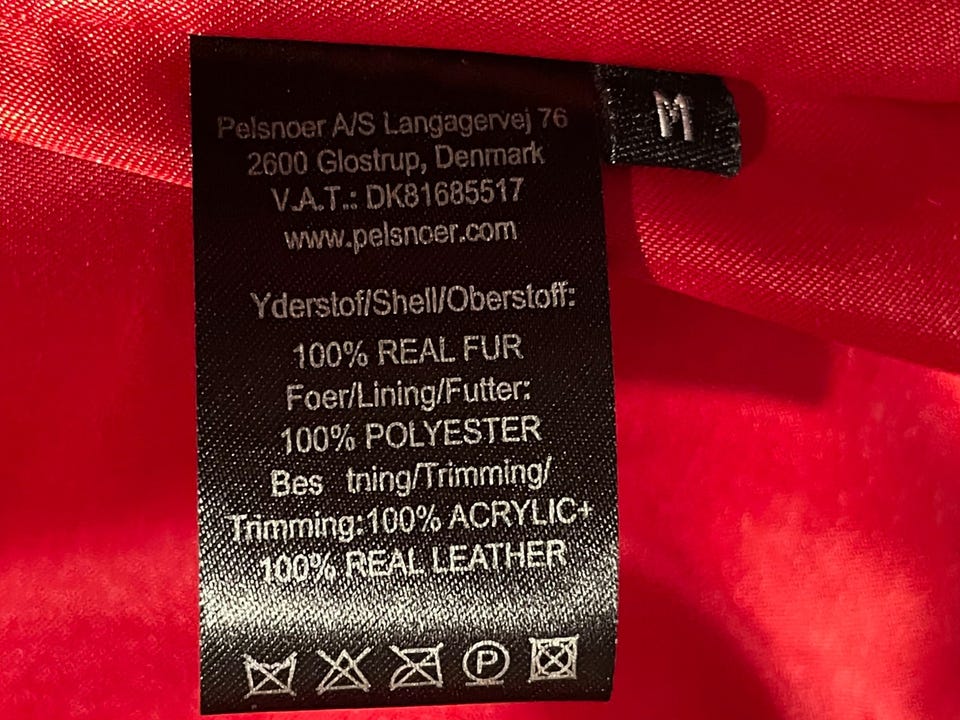 Pelsnoer A/S Langagervej 76
2600 Glostrup, Denmark
V.A.T.: DK81685517
www.pelsnoer.com
Yderstof/Shell/Oberstoff:
100% REAL FUR
Foer/Lining/Futter:
100% POLYESTER
Bes tning/Trimming/
Trimming:100% ACRYLIC+
100% REAL LEATHER
P
M